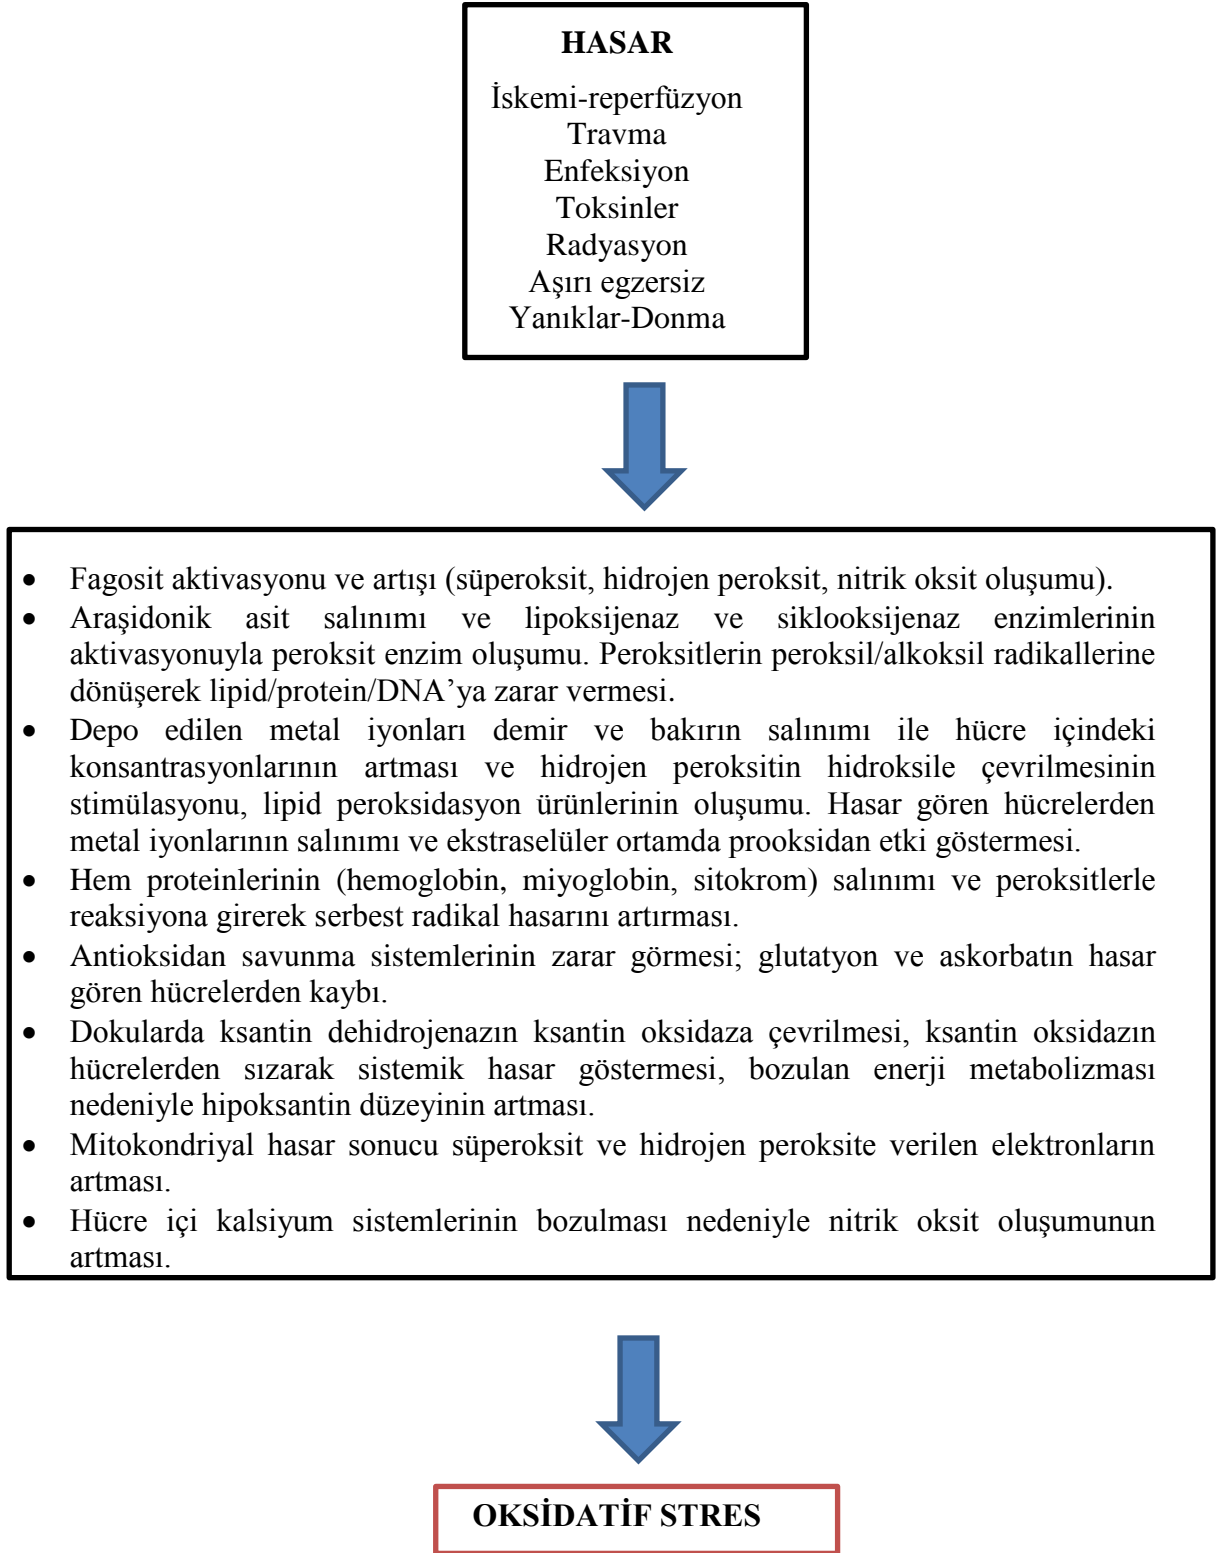 HASAR
İskemi-reperfüzyon
Travma
Enfeksiyon
Toksinler
Radyasyon
Aşırı egzersiz
Yanıklar-Donma
• Fagosit aktivasyonu ve artışı (süperoksit, hidrojen peroksit, nitrik oksit oluşumu).
• Araşidonik asit salınımı ve lipoksijenaz ve siklooksijenaz enzimlerinin
aktivasyonuyla peroksit enzim oluşumu. Peroksitlerin peroksil/alkoksil radikallerine
dönüşerek lipid/protein/DNA’ya zarar vermesi.
• Depo edilen metal iyonları demir ve bakırın salınımı ile hücre içindeki
konsantrasyonlarının artması ve hidrojen peroksitin hidroksile çevrilmesinin
stimülasyonu, lipid peroksidasyon ürünlerinin oluşumu. Hasar gören hücrelerden
metal iyonlarının salınımı ve ekstraselüler ortamda prooksidan etki göstermesi.
• Hem proteinlerinin (hemoglobin, miyoglobin, sitokrom) salınımı ve peroksitlerle
reaksiyona girerek serbest radikal hasarını artırması.
• Antioksidan savunma sistemlerinin zarar görmesi; glutatyon ve askorbatın hasar
gören hücrelerden kaybı.
• Dokularda ksantin dehidrojenazın ksantin oksidaza çevrilmesi, ksantin oksidazın
hücrelerden sızarak sistemik hasar göstermesi, bozulan enerji metabolizması
nedeniyle hipoksantin düzeyinin artması.
• Mitokondriyal hasar sonucu süperoksit ve hidrojen peroksite verilen elektronların
artması.
• Hücre içi kalsiyum sistemlerinin bozulması nedeniyle nitrik oksit oluşumunun
artması.
OKSİDATİF STRES